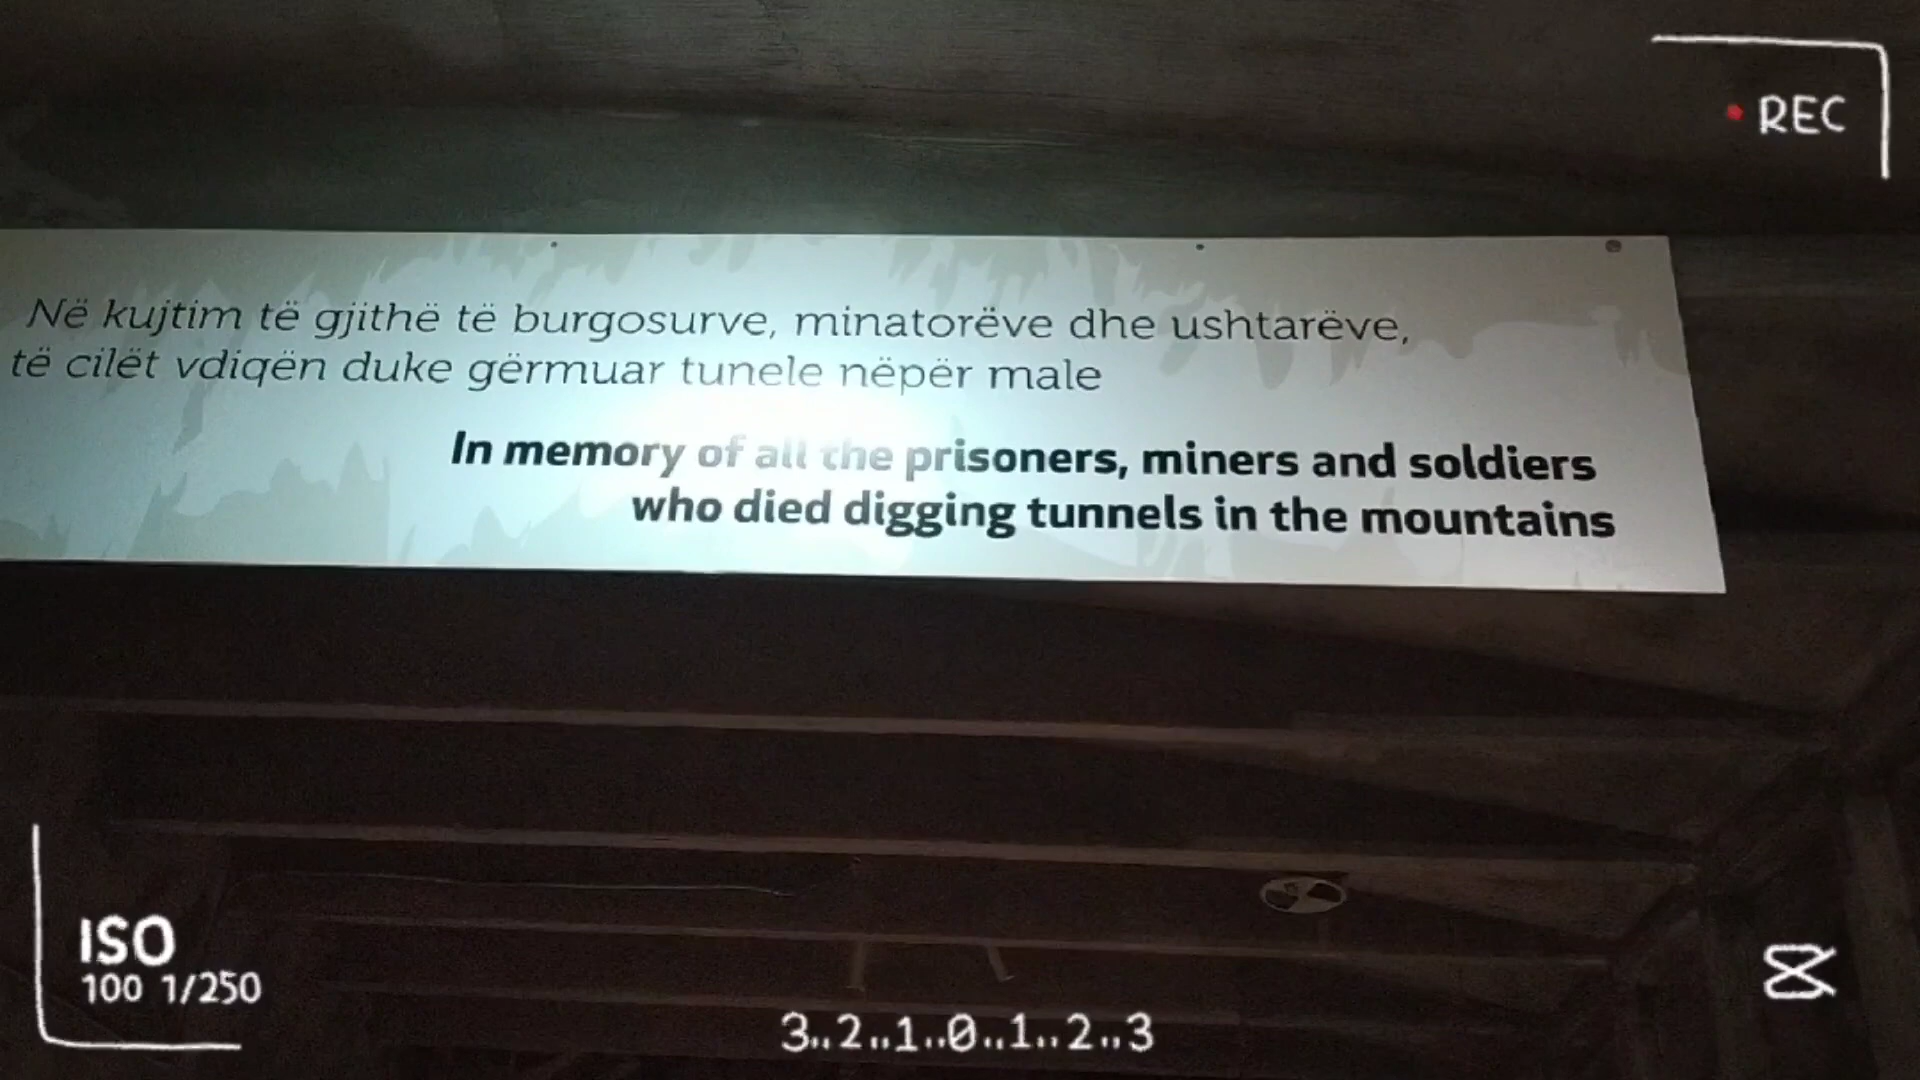 REC
Në kujtim të gjithë të burgosurve, minatorëve dhe ushtarëve,
të cilët vdiqën duke gërmuar tunele nëpër male
In memory of all the prisoners, miners and soldiers
who died digging tunnels in the mountains
ISO
100 1/250
3..2..1..0..1..2..3